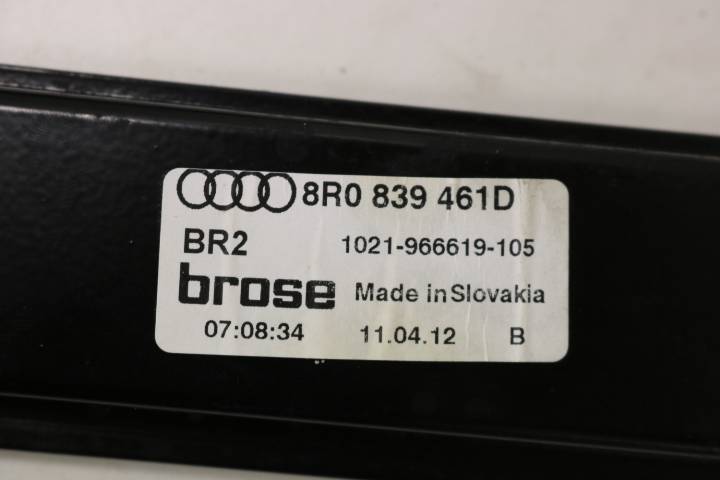 8R0 839 461D
BR2 1021-966619-105
brose Made in Slovakia
07:08:34 11.04.12 B